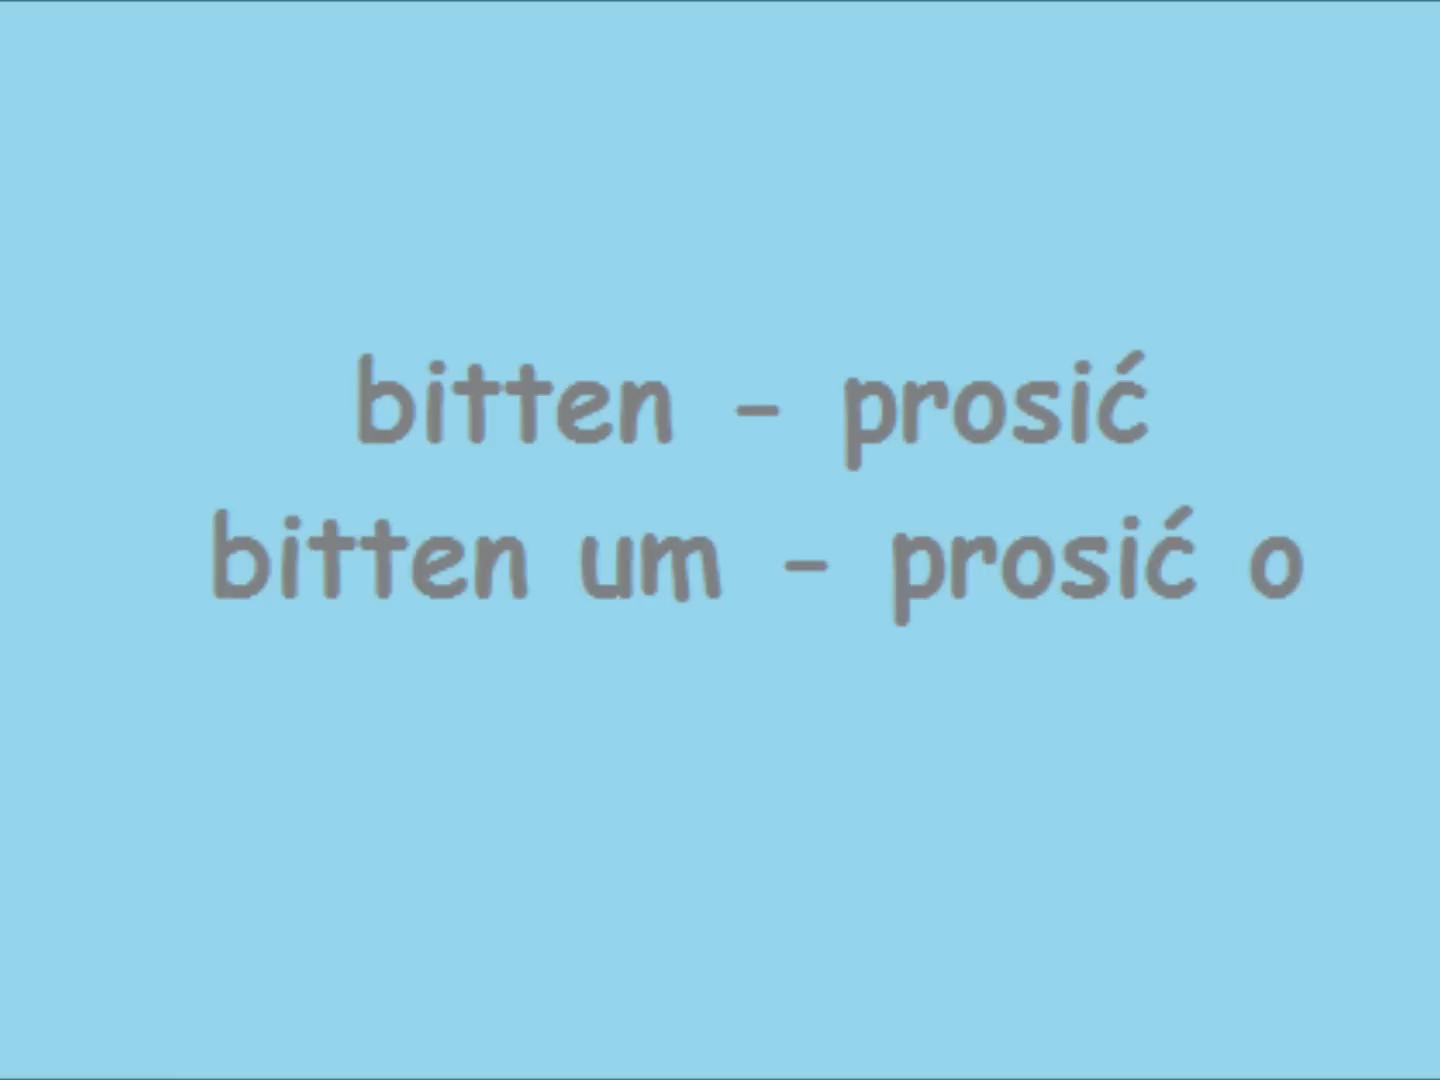 bitten - prosić
bitten um - prosić o